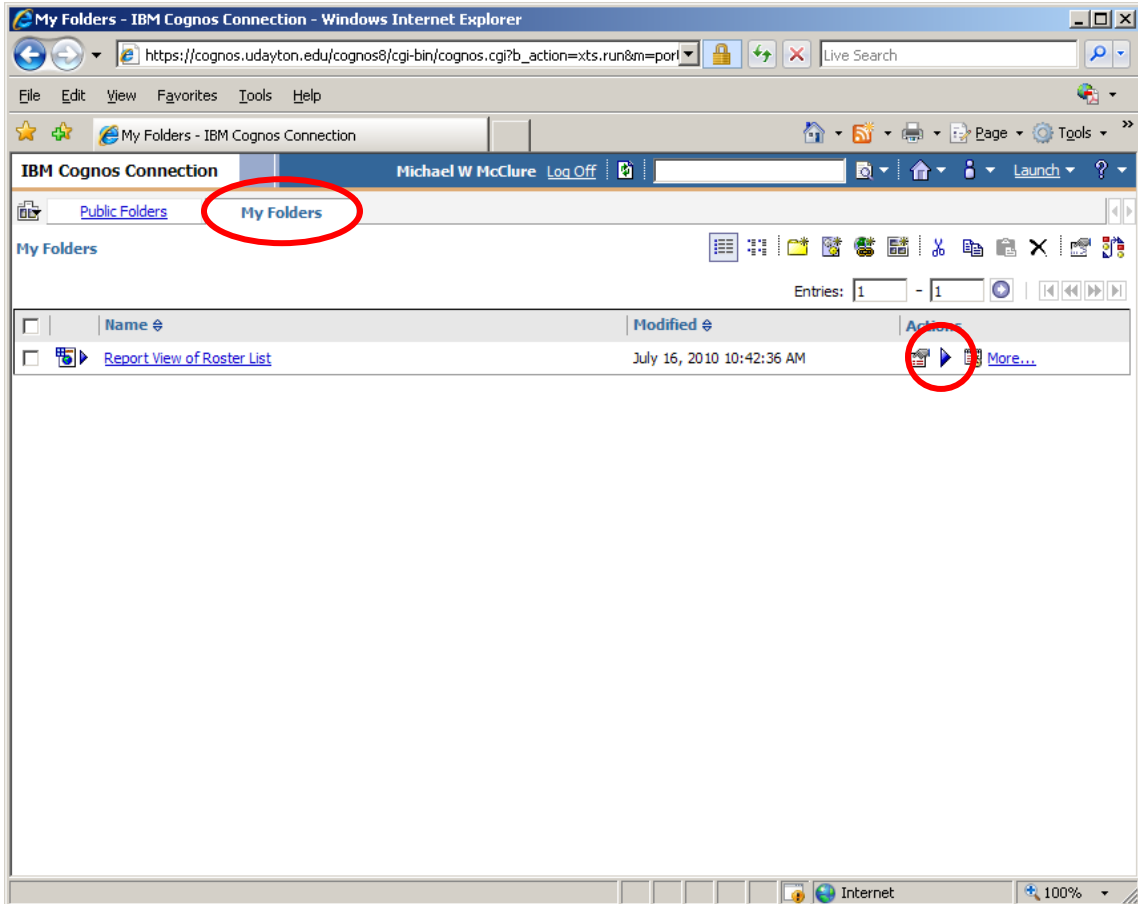 My Folders - IBM Cognos Connection - Windows Internet Explorer
https://cognos.udayton.edu/cognos8/cgi-bin/cognos.cgi?b_action=xts.run&m=porl Live Search
File Edit View Favorites Tools Help
My Folders - IBM Cognos Connection Page Tools »
IBM Cognos Connection Michael W McClure Log Off Launch ?
Public Folders My Folders
My Folders
Entries: 1 - 1
Name Modified Actions
Report View of Roster List July 16, 2010 10:42:36 AM More...
Internet 100%